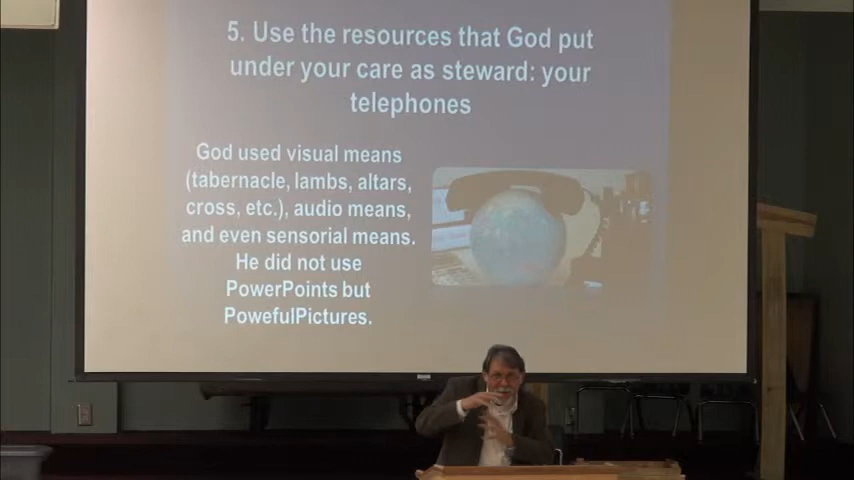 5. Use the resources that God put
under your care as steward: your
telephones
God used visual means
(tabernacle, lambs, altars,
cross, etc.), audio means,
and even sensorial means.
He did not use
PowerPoints but
PowefulPictures.